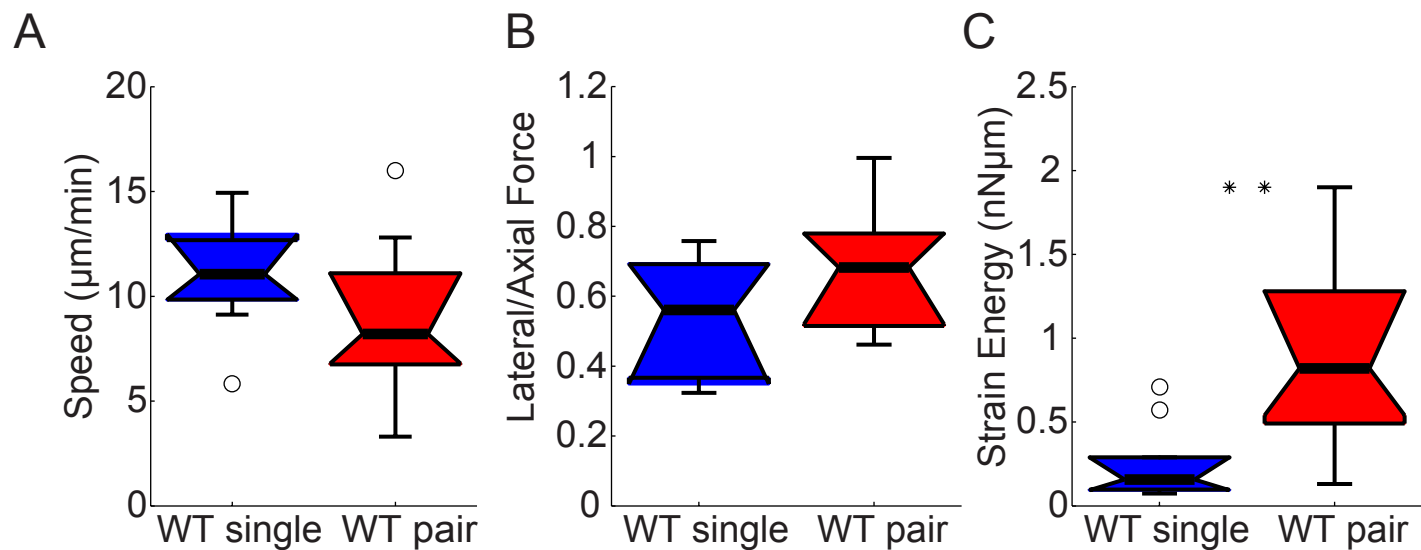 A
B
C
Speed (μm/min)
20
15
10
5
0
WT single
WT pair
Lateral/Axial Force
1.2
1
0.8
0.6
0.4
0.2
0
WT single
WT pair
Strain Energy (nNμm)
2.5
2
1.5
1
0.5
0
* *
WT single
WT pair